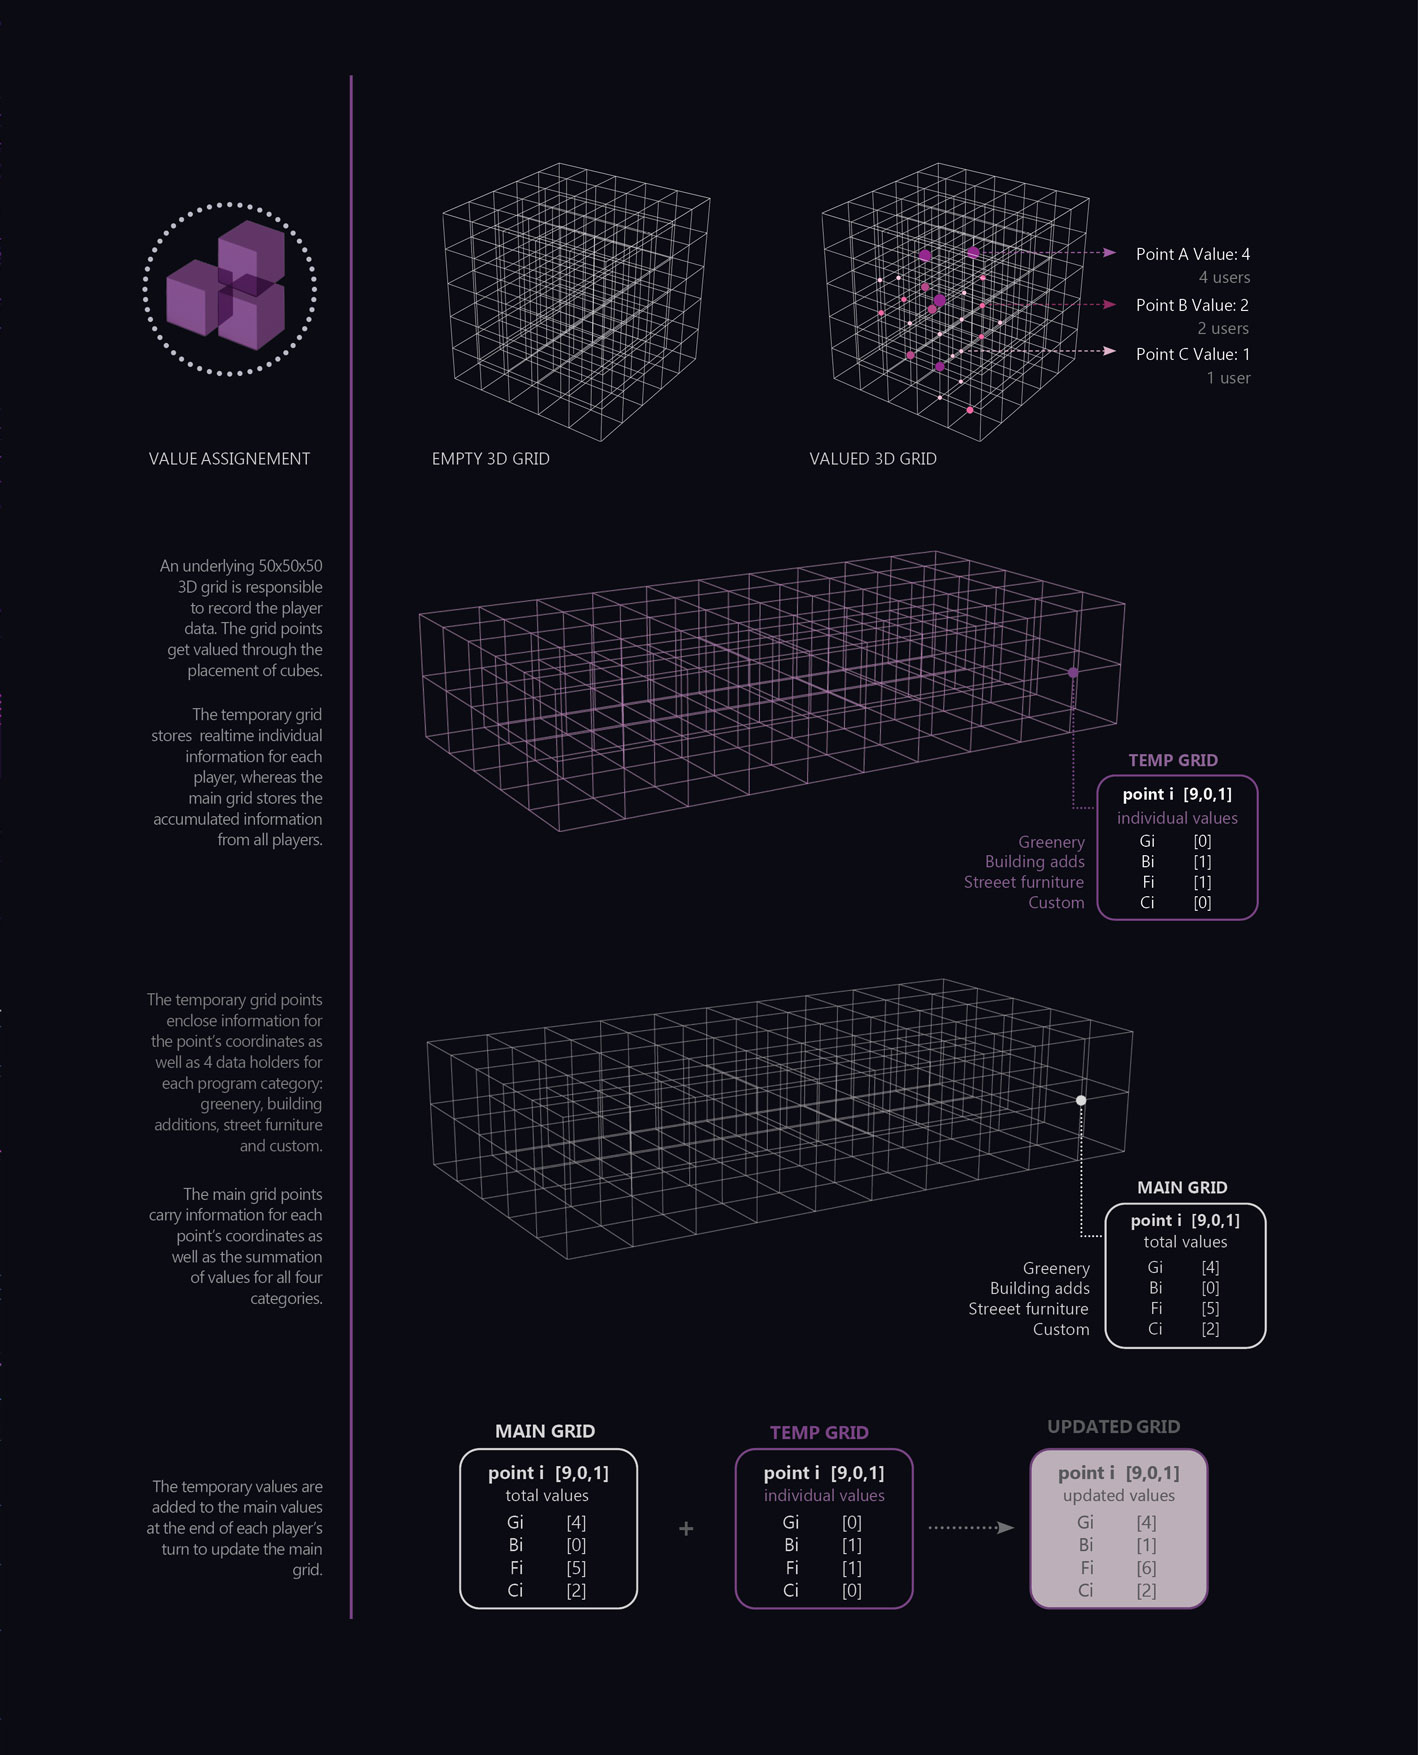 Point A Value: 4
4 users
Point B Value: 2
2 users
Point C Value: 1
1 user
VALUE ASSIGNEMENT
EMPTY 3D GRID
VALUED 3D GRID
An underlying 50x50x50
3D grid is responsible
to record the player
data. The grid points
get valued through the
placement of cubes.
The temporary grid
stores  realtime individual
information for each
player, whereas the
main grid stores the
accumulated information
from all players.
TEMP GRID
point i  [9,0,1]
individual values
Greenery Gi [0]
Building adds Bi [1]
Streeet furniture Fi [1]
Custom Ci [0]
The temporary grid points
enclose information for
the point's coordinates as
well as 4 data holders for
each program category:
greenery, building
additions, street furniture
and custom.
The main grid points
carry information for each
point's coordinates as
well as the summation
of values for all four
categories.
MAIN GRID
point i  [9,0,1]
total values
Greenery Gi [4]
Building adds Bi [0]
Streeet furniture Fi [5]
Custom Ci [2]
The temporary values are
added to the main values
at the end of each player's
turn to update the main
grid.
MAIN GRID
point i  [9,0,1]
total values
Gi [4]
Bi [0]
Fi [5]
Ci [2]
+
TEMP GRID
point i  [9,0,1]
individual values
Gi [0]
Bi [1]
Fi [1]
Ci [0]
UPDATED GRID
point i  [9,0,1]
updated values
Gi [4]
Bi [1]
Fi [6]
Ci [2]